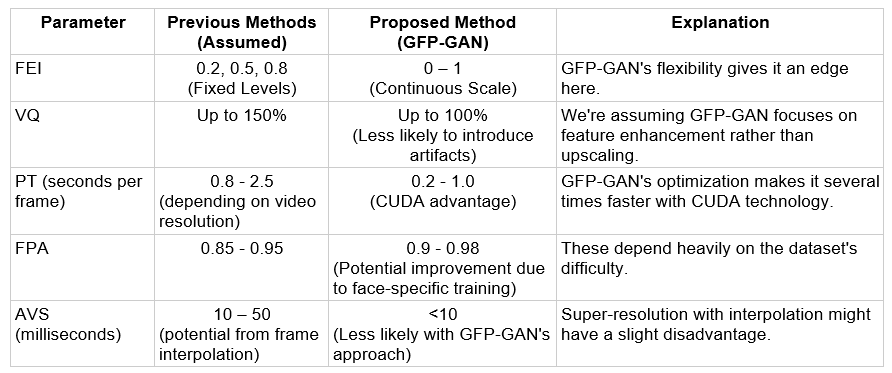 Parameter
Previous Methods
(Assumed)
Proposed Method
(GFP-GAN)
Explanation
FEI
0.2, 0.5, 0.8
(Fixed Levels)
0 – 1
(Continuous Scale)
GFP-GAN's flexibility gives it an edge
here.
VQ
Up to 150%
Up to 100%
(Less likely to introduce
artifacts)
We're assuming GFP-GAN focuses on
feature enhancement rather than
upscaling.
PT (seconds per
frame)
0.8 - 2.5
(depending on video
resolution)
0.2 - 1.0
(CUDA advantage)
GFP-GAN's optimization makes it several
times faster with CUDA technology.
FPA
0.85 - 0.95
0.9 - 0.98
(Potential improvement due
to face-specific training)
These depend heavily on the dataset's
difficulty.
AVS
(milliseconds)
10 – 50
(potential from frame
interpolation)
<10
(Less likely with GFP-GAN's
approach)
Super-resolution with interpolation might
have a slight disadvantage.